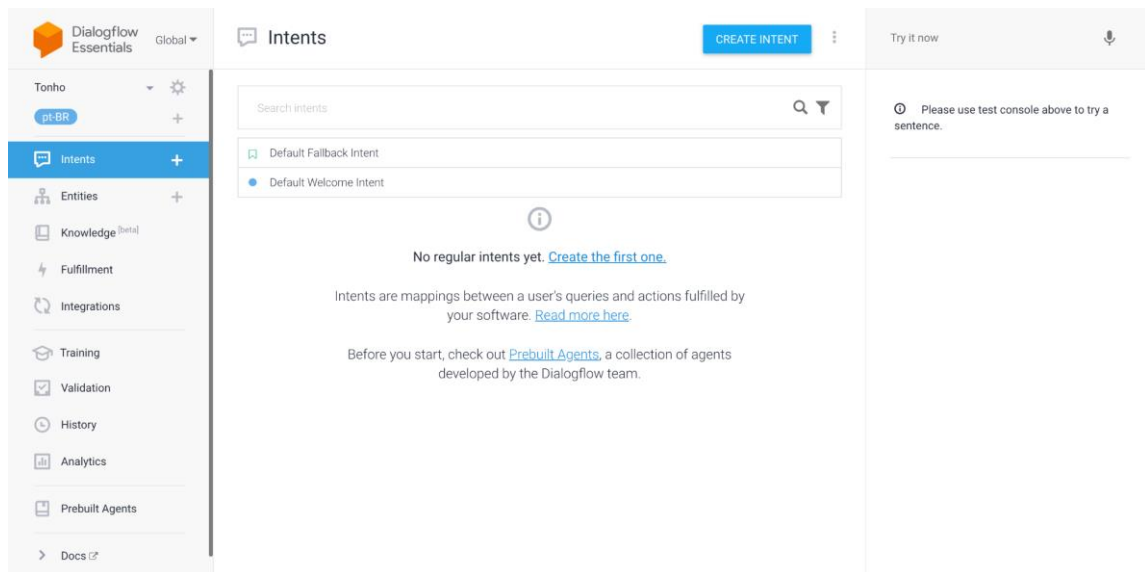 Dialogflow
Essentials
Global
Tonho
pt-BR
Intents
Entities
Knowledge [beta]
Fulfillment
Integrations
Training
Validation
History
Analytics
Prebuilt Agents
Docs
Intents
CREATE INTENT
Search intents
Default Fallback Intent
Default Welcome Intent
No regular intents yet. Create the first one.
Intents are mappings between a user's queries and actions fulfilled by
your software. Read more here.
Before you start, check out Prebuilt Agents, a collection of agents
developed by the Dialogflow team.
Try it now
Please use test console above to try a
sentence.